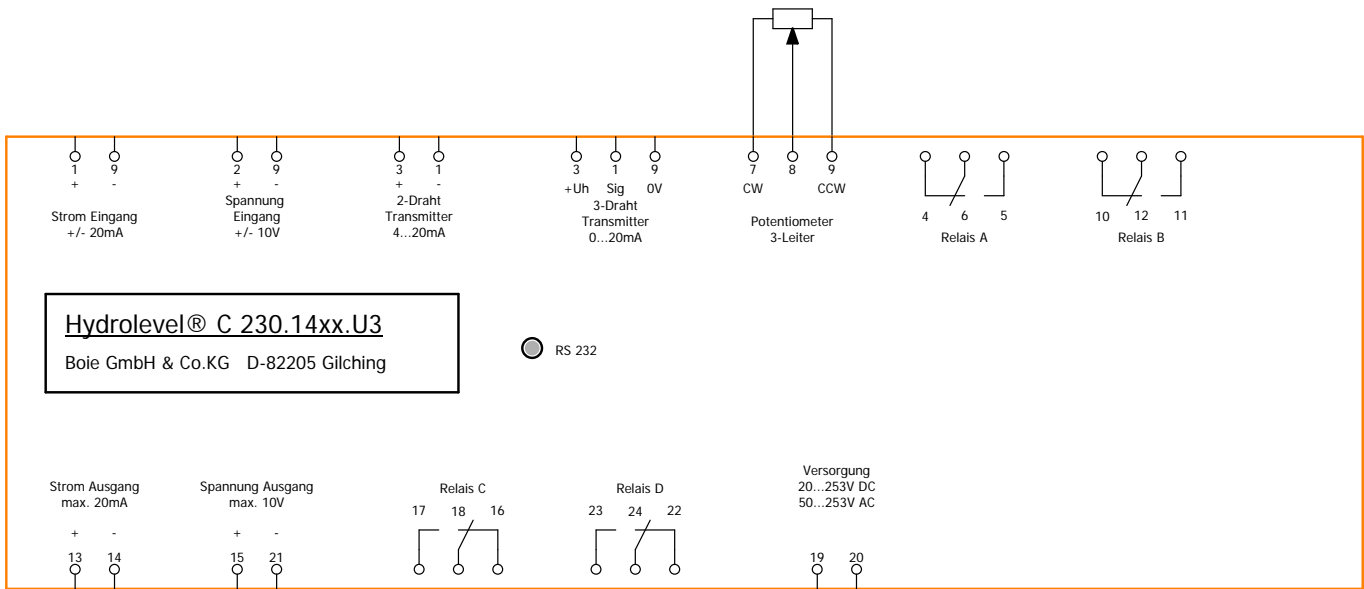 1 9
+ -
Strom Eingang
+/- 20mA
2 9
+ -
Spannung
Eingang
+/- 10V
3 1
+ -
2-Draht
Transmitter
4...20mA
3 1 9
+Uh Sig 0V
3-Draht
Transmitter
0...20mA
7 8 9
CW CCW
Potentiometer
3-Leiter
4 6 5
Relais A
10 12 11
Relais B
Hydrolevel® C 230.14xx.U3
Boie GmbH & Co.KG D-82205 Gilching
RS 232
Strom Ausgang
max. 20mA
+ -
13 14
Spannung Ausgang
max. 10V
+ -
15 21
Relais C
17 18 16
Relais D
23 24 22
Versorgung
20...253V DC
50...253V AC
19 20